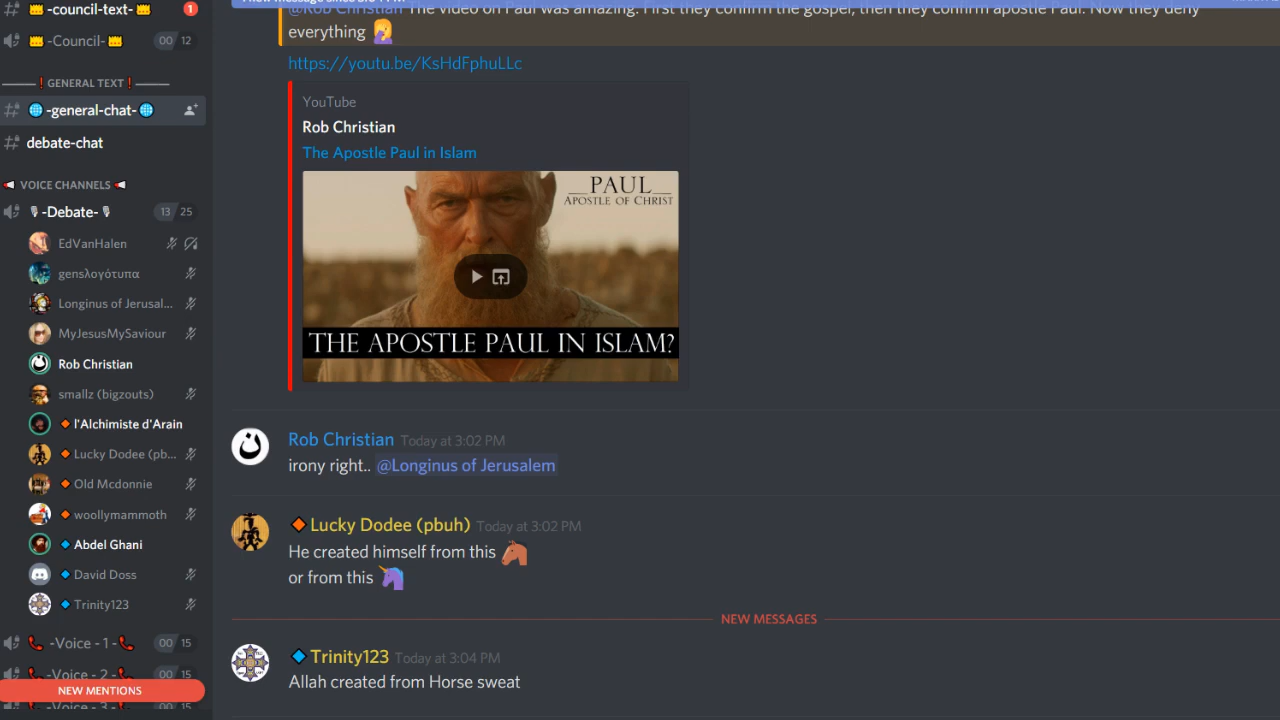 -council-text-
1
-Council-
00 12
GENERAL TEXT
-general-chat-
debate-chat
VOICE CHANNELS
-Debate-
13 25
EdVanHalen
gensλογότυπα
Longinus of Jerusal...
MyJesusMySaviour
Rob Christian
smallz (bigzouts)
l'Alchimiste d'Arain
Lucky Dodee (pb...
Old Mcdonnie
woollymammoth
Abdel Ghani
David Doss
Trinity123
-Voice - 1-
00 15
-Voice - 2-
00 15
NEW MENTIONS
-Voice - 3-
00 15
@Rob Christian The video on Paul was amazing. First they confirm the gospel, then they confirm apostle Paul. Now they deny
everything
https://youtu.be/KsHdFphuLLc
YouTube
Rob Christian
The Apostle Paul in Islam
PAUL
APOSTLE OF CHRIST
THE APOSTLE PAUL IN ISLAM?
ن
Rob Christian Today at 3:02 PM
irony right.. @Longinus of Jerusalem
Lucky Dodee (pbuh) Today at 3:02 PM
He created himself from this
or from this
NEW MESSAGES
Trinity123 Today at 3:04 PM
Allah created from Horse sweat